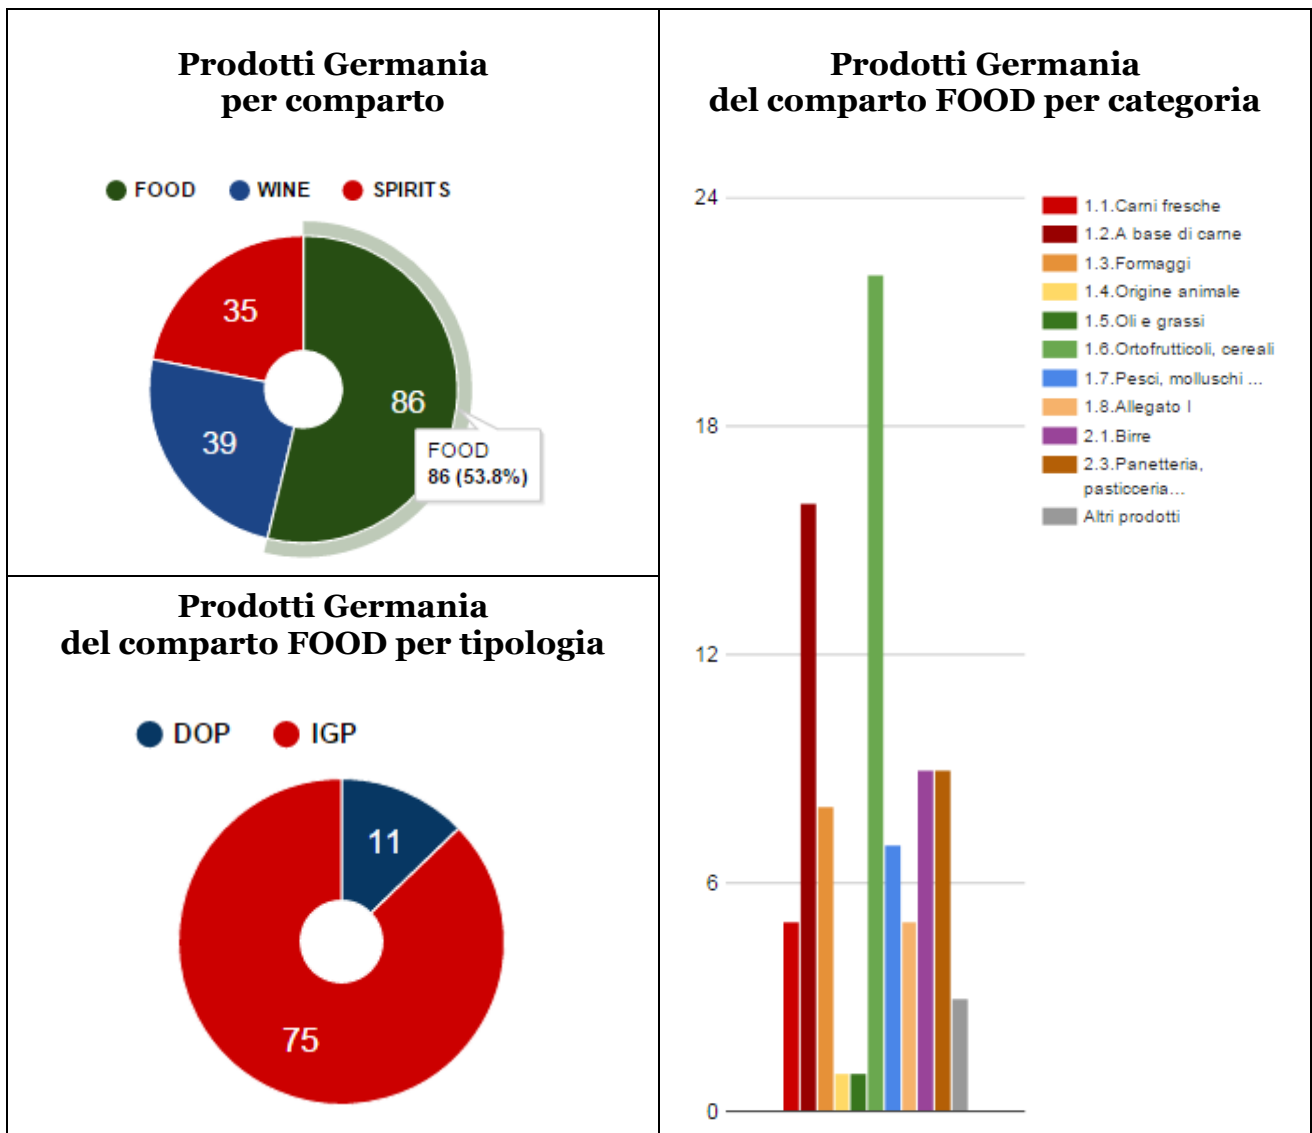 Prodotti Germania
per comparto
FOOD WINE SPIRITS
35
86
39
FOOD
86 (53.8%)
Prodotti Germania
del comparto FOOD per tipologia
DOP IGP
11
75
Prodotti Germania
del comparto FOOD per categoria
24
18
12
6
0
1.1.Carni fresche
1.2.A base di carne
1.3.Formaggi
1.4.Origine animale
1.5.Oli e grassi
1.6.Ortofrutticoli, cereali
1.7.Pesci, molluschi ...
1.8.Allegato I
2.1.Birre
2.3.Panetteria,
pasticceria...
Altri prodotti